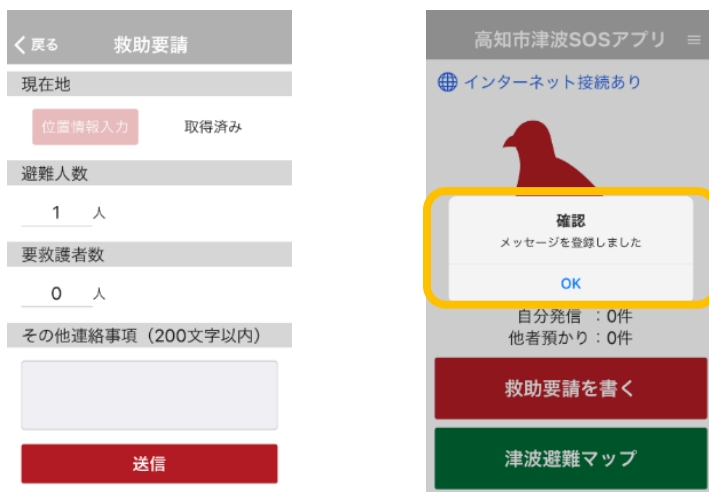 戻る 救助要請
現在地
位置情報入力 取得済み
避難人数
1 人
要救護者数
0 人
その他連絡事項（200文字以内）
送信
高知市津波SOSアプリ
インターネット接続あり
確認
メッセージを登録しました
OK
自分発信 ：0件
他者預かり：0件
救助要請を書く
津波避難マップ